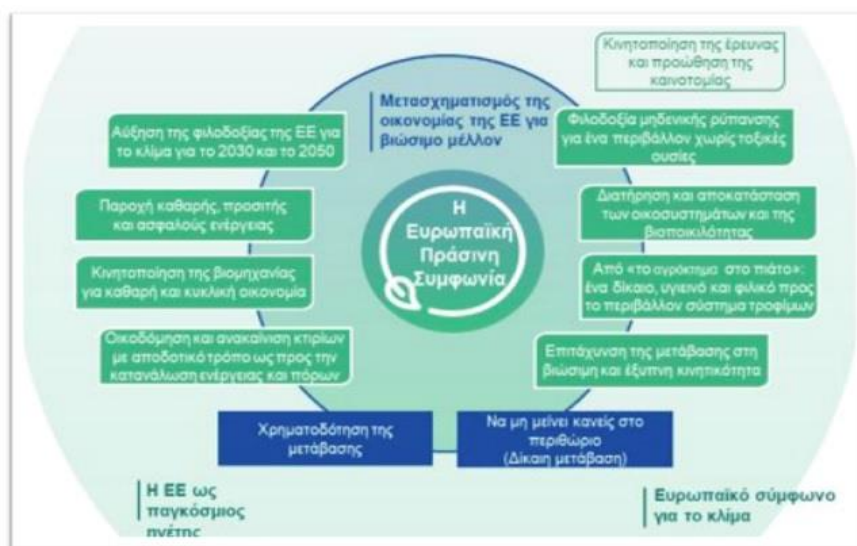 Κινητοποίηση της έρευνας
και προώθηση της
καινοτομίας
Μετασχηματισμός της
οικονομίας της ΕΕ για
βιώσιμο μέλλον
Αύξηση της φιλοδοξίας της ΕΕ για
το κλίμα για το 2030 και το 2050
Φιλοδοξία μηδενικής ρύπανσης
για ένα περιβάλλον χωρίς τοξικές
ουσίες
Παροχή καθαρής, προσιτής
και ασφαλούς ενέργειας
Διατήρηση και αποκατάσταση
των οικοσυστημάτων και της
βιοποικιλότητας
Η
Ευρωπαϊκή
Πράσινη
Συμφωνία
Κινητοποίηση της βιομηχανίας
για καθαρή και κυκλική οικονομία
Από «το αγρόκτημα στο πιάτο»:
ένα δίκαιο, υγιεινό και φιλικό προς
το περιβάλλον σύστημα τροφίμων
Οικοδόμηση και ανακαίνιση κτιρίων
με αποδοτικό τρόπο ως προς την
κατανάλωση ενέργειας και πόρων
Επιτάχυνση της μετάβασης στη
βιώσιμη και έξυπνη κινητικότητα
Χρηματοδότηση της
μετάβασης
Να μη μείνει κανείς στο
περιθώριο
(Δίκαιη μετάβαση)
Η ΕΕ ως
παγκόσμιος
ηγέτης
Ευρωπαϊκό σύμφωνο
για το κλίμα